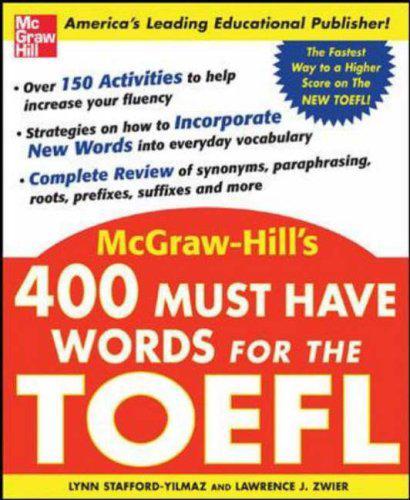 Mc
Graw
Hill
America's Leading Educational Publisher!
The Fastest
Way to a Higher
Score on The
NEW TOEFL!
• Over 150 Activities to help
increase your fluency
• Strategies on how to Incorporate
New Words into everyday vocabulary
• Complete Review of synonyms, paraphrasing,
roots, prefixes, suffixes and more
McGraw-Hill's
400 MUST HAVE
WORDS FOR THE
TOEFL
LYNN STAFFORD-YILMAZ AND LAWRENCE J. ZWIER